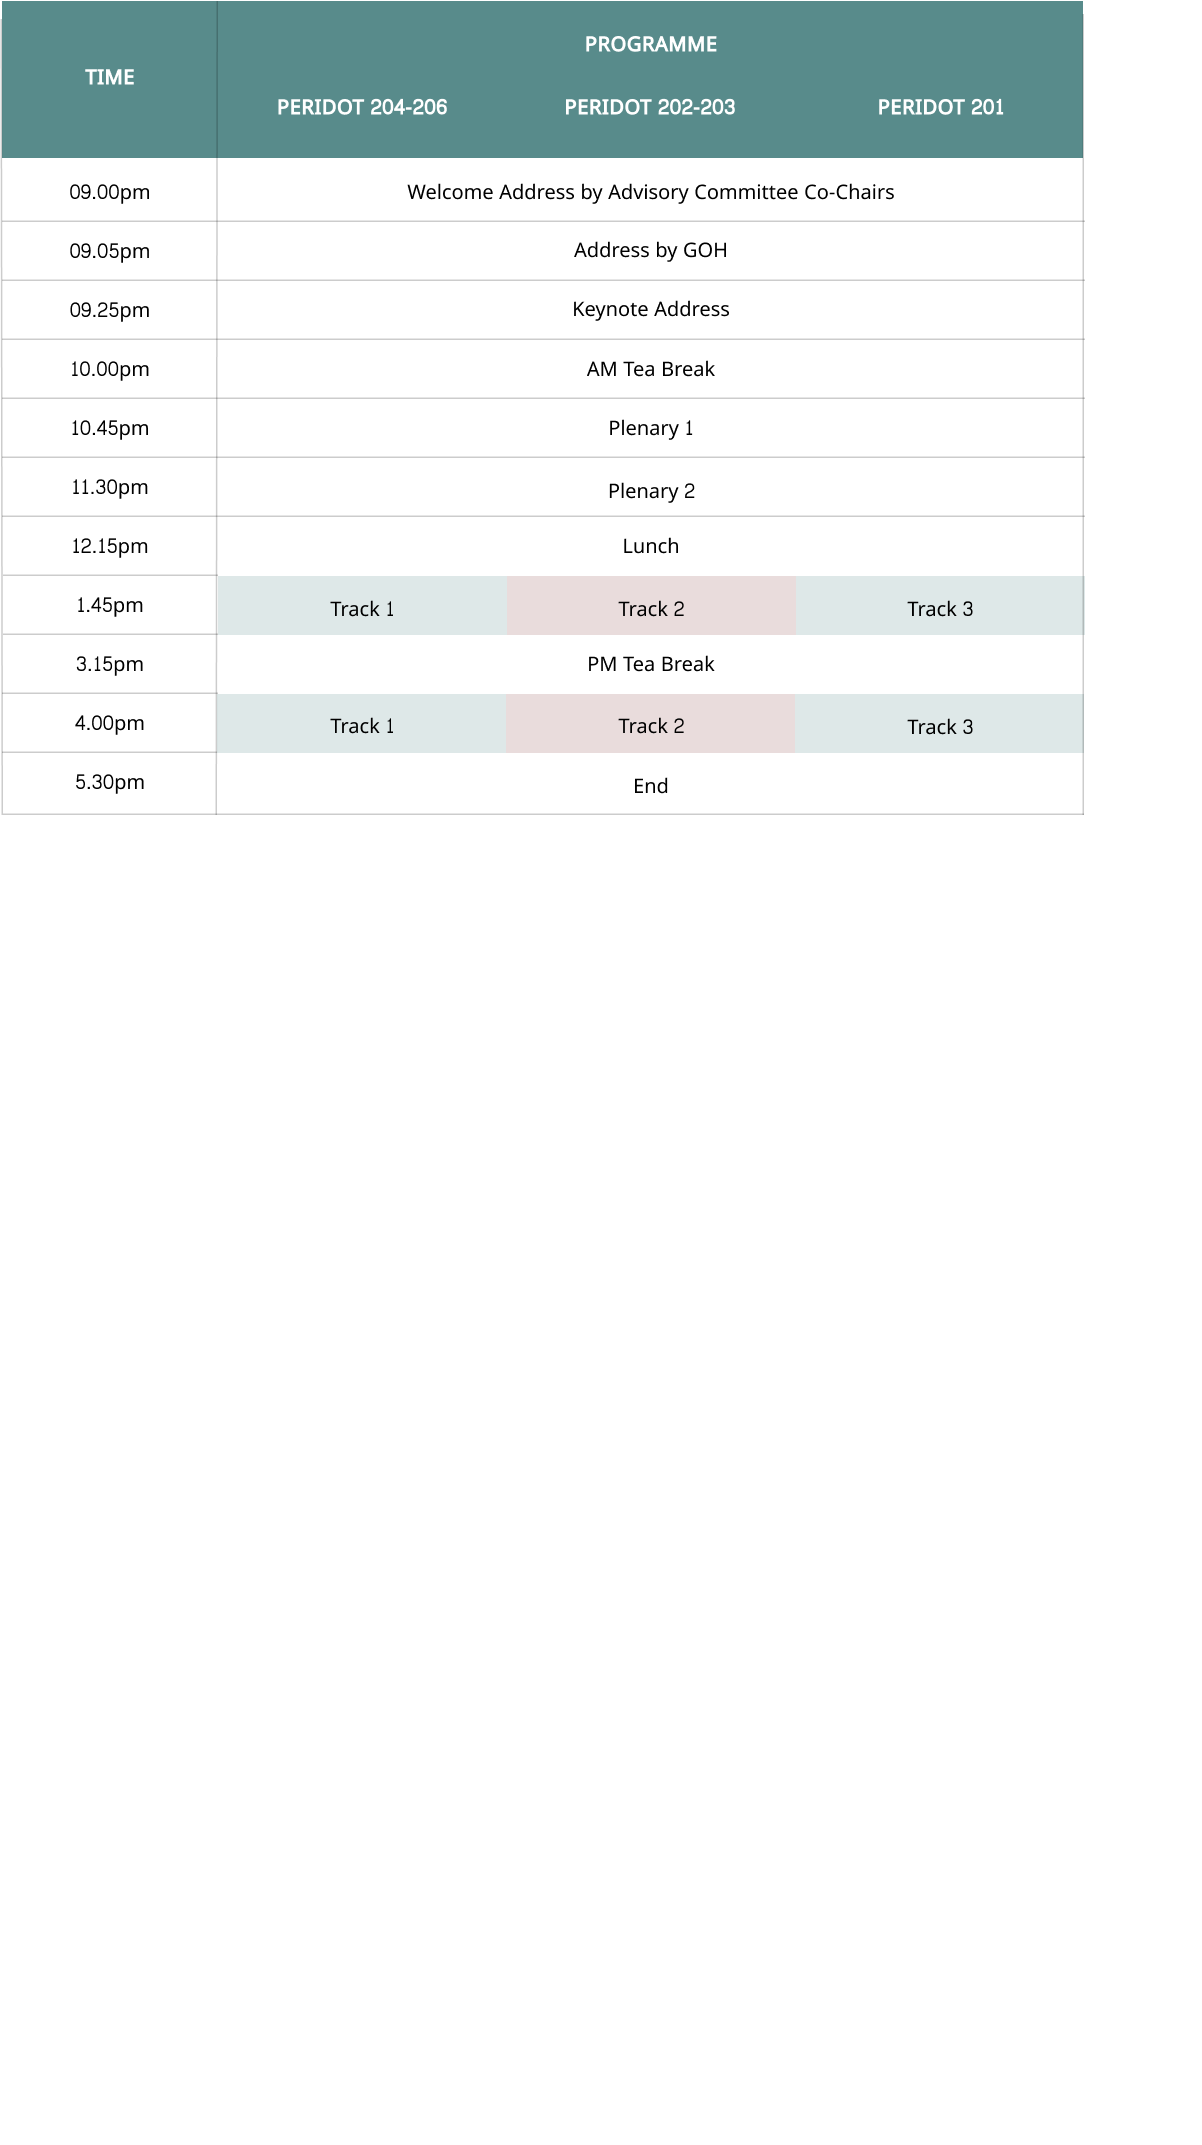 TIME
PROGRAMME
PERIDOT 204-206 PERIDOT 202-203 PERIDOT 201
09.00pm Welcome Address by Advisory Committee Co-Chairs
09.05pm Address by GOH
09.25pm Keynote Address
10.00pm AM Tea Break
10.45pm Plenary 1
11.30pm Plenary 2
12.15pm Lunch
1.45pm Track 1 Track 2 Track 3
3.15pm PM Tea Break
4.00pm Track 1 Track 2 Track 3
5.30pm End